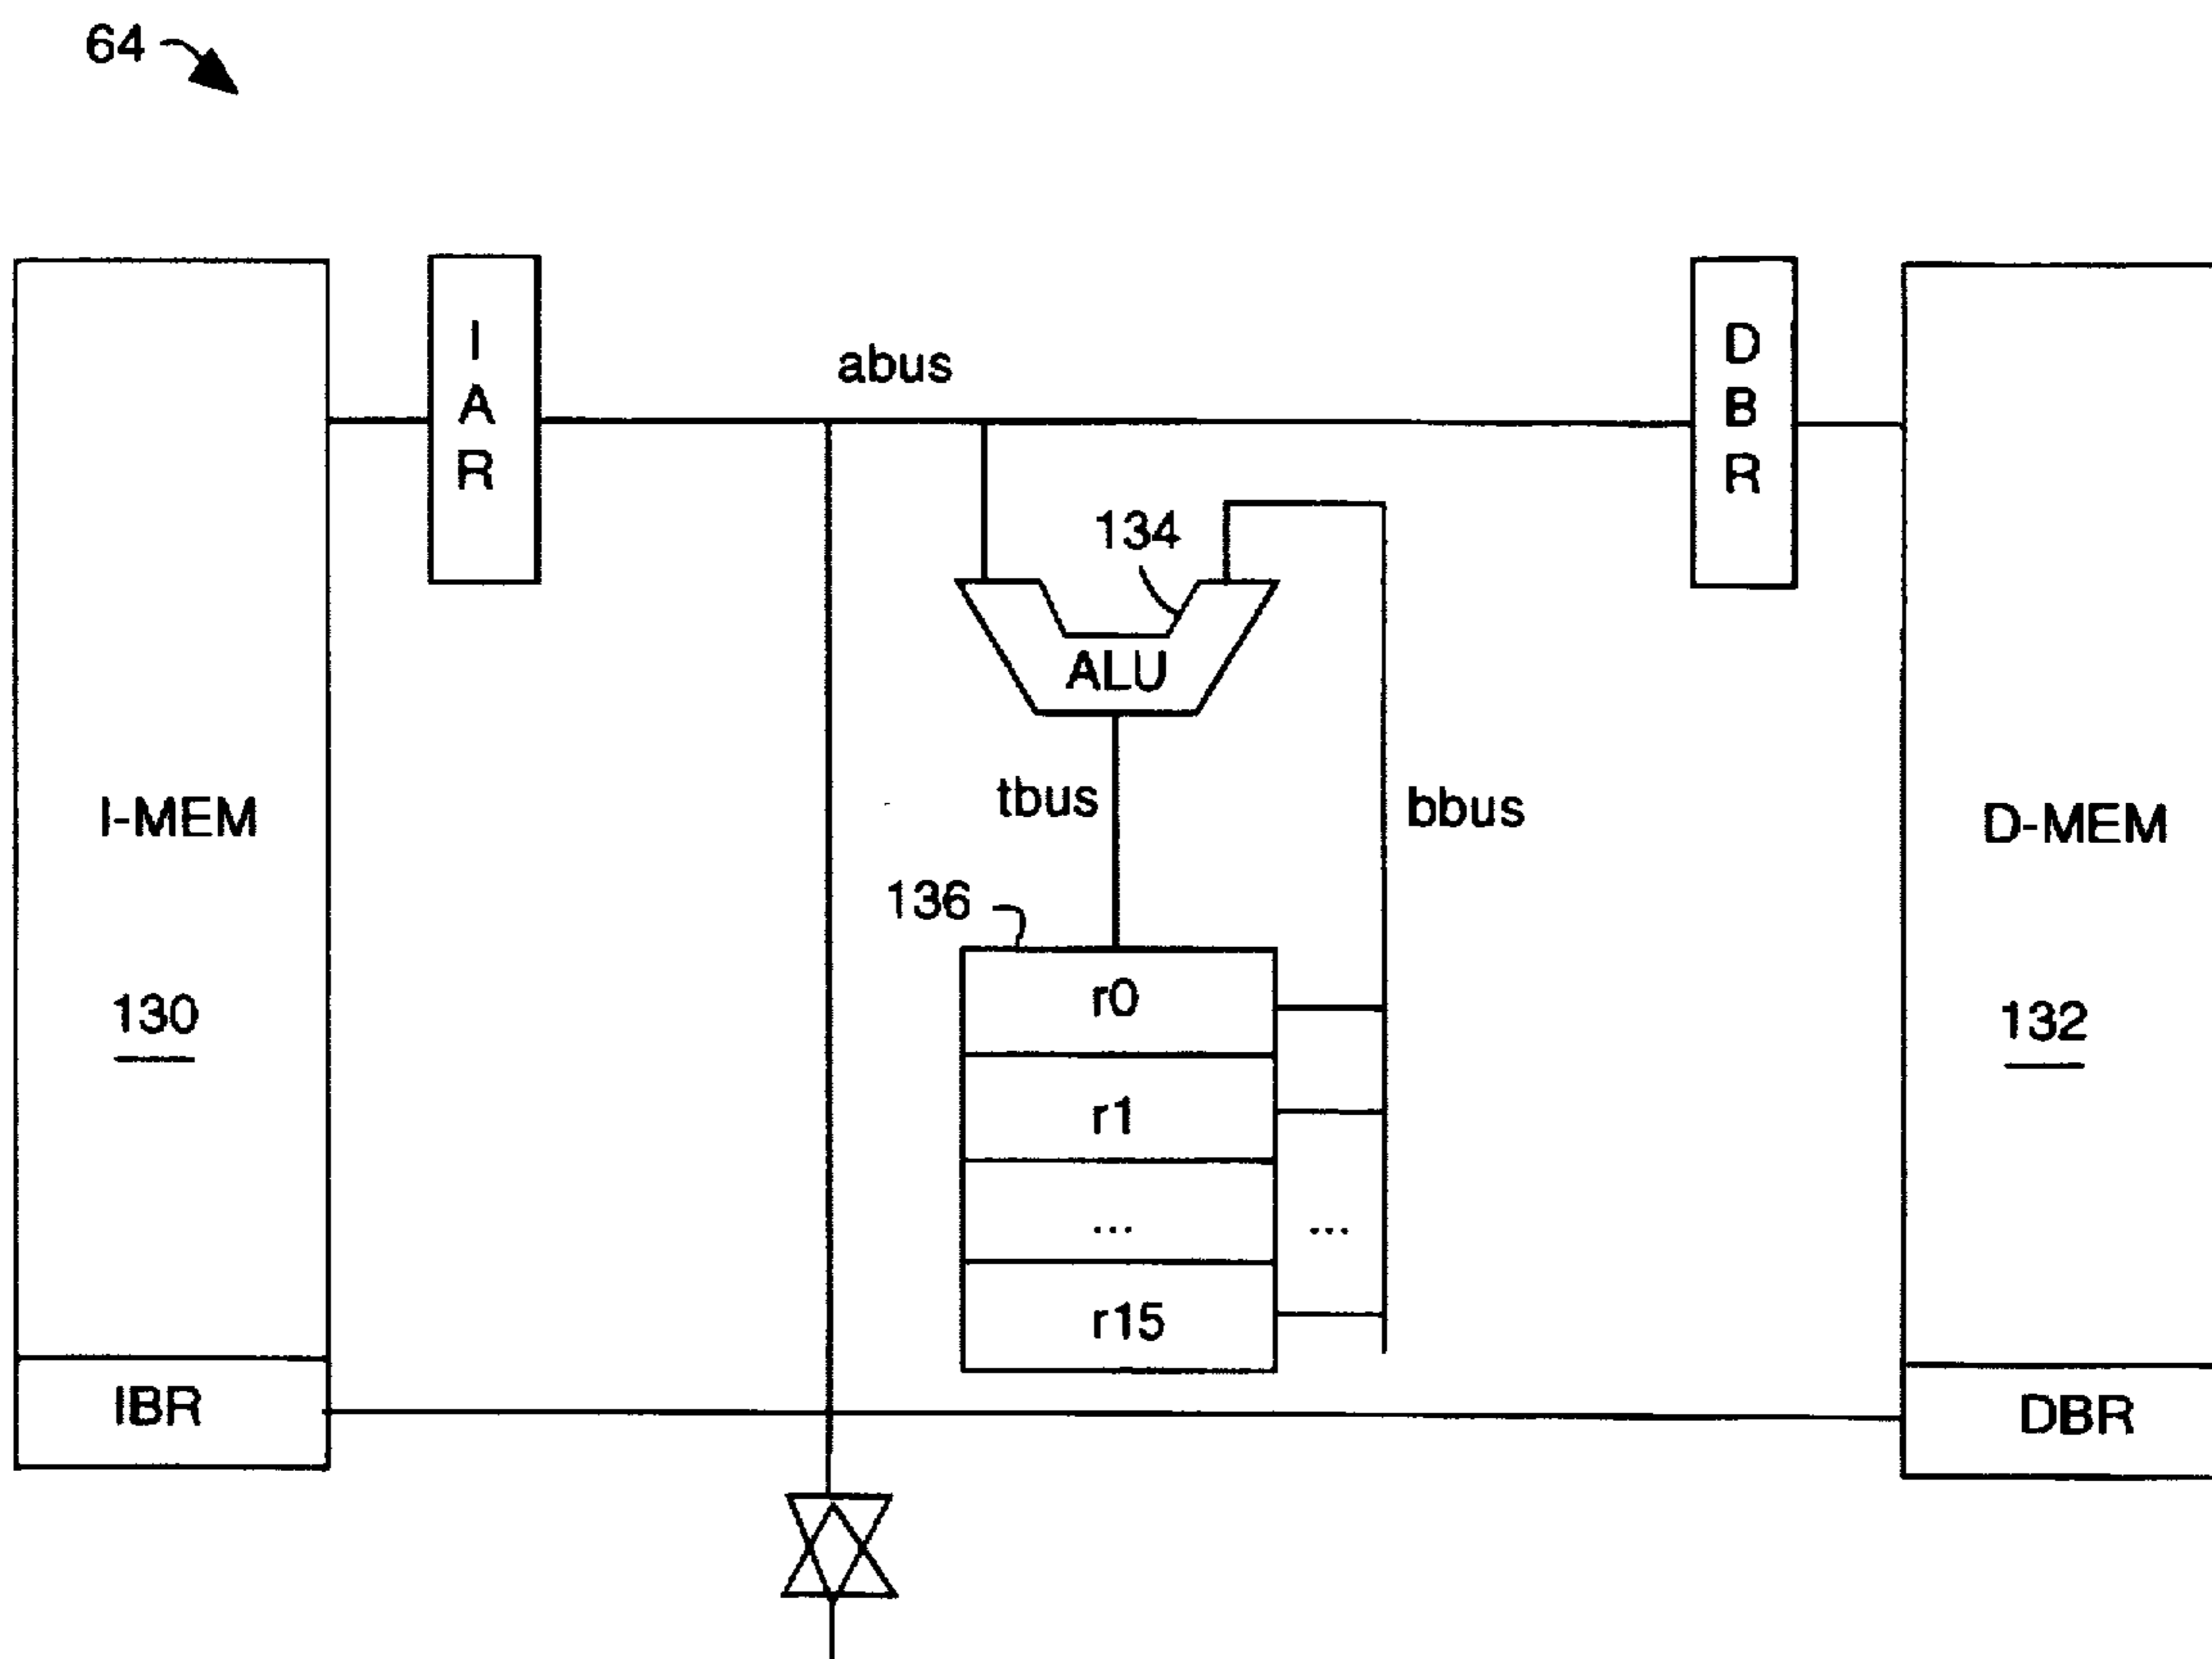 64
I
A
R
abus
D
B
R
134
ALU
tbus
bbus
I-MEM
D-MEM
136
130
132
r0
r1
...
...
r15
IBR
DBR